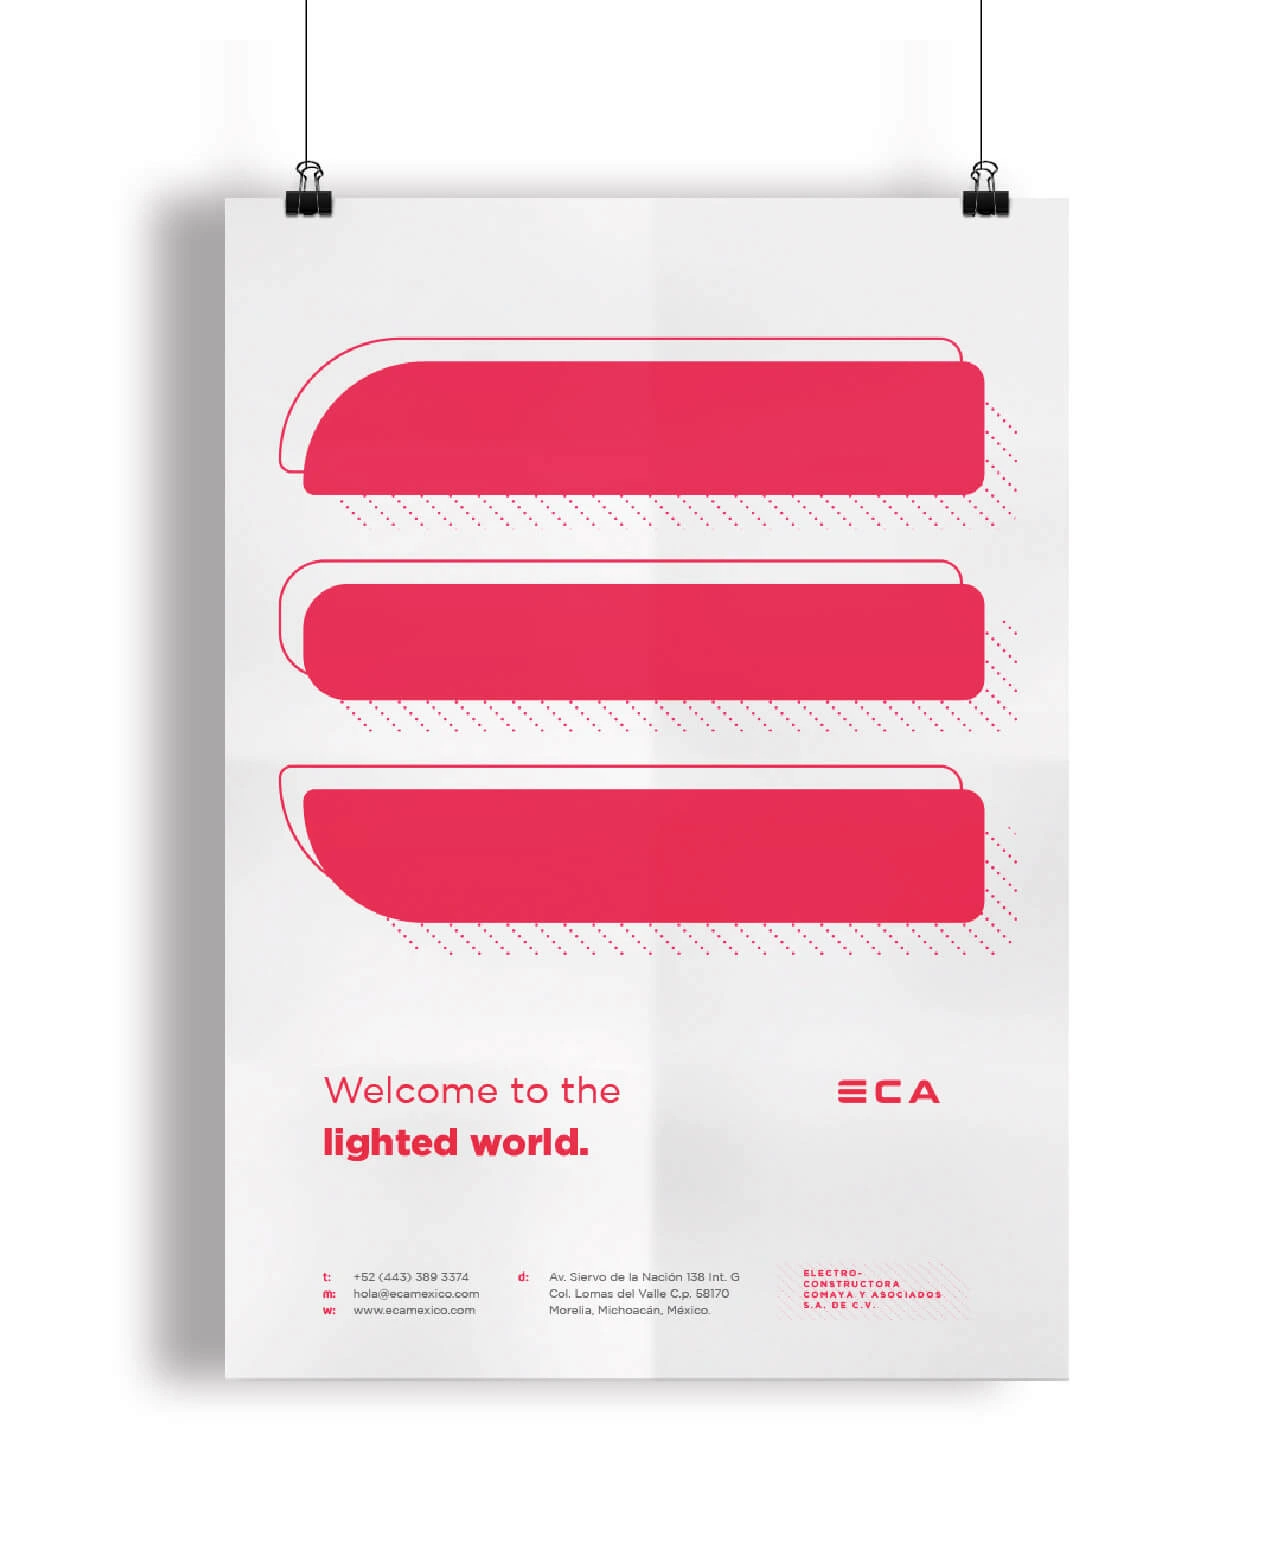 Welcome to the
lighted world.
ECA
t: +52 (443) 389 3374
m: hola@ecamexico.com
w: www.ecamexico.com
d: Av. Siervo de la Nación 138 Int. G
Col. Lomas del Valle C.p. 58170
Morelia, Michoacán, México.
ELECTRO-
CONSTRUCTORA
COMAYA Y ASOCIADOS
S.A. DE C.V.